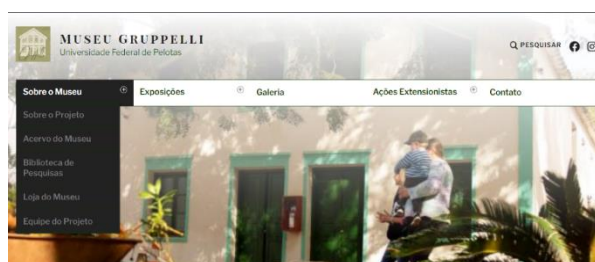 MUSEU GRUPPELLI
Universidade Federal de Pelotas
PESQUISAR
Sobre o Museu
Exposições
Galeria
Ações Extensionistas
Contato
Sobre o Projeto
Acervo do Museu
Biblioteca de
Pesquisas
Loja do Museu
Equipe do Projeto